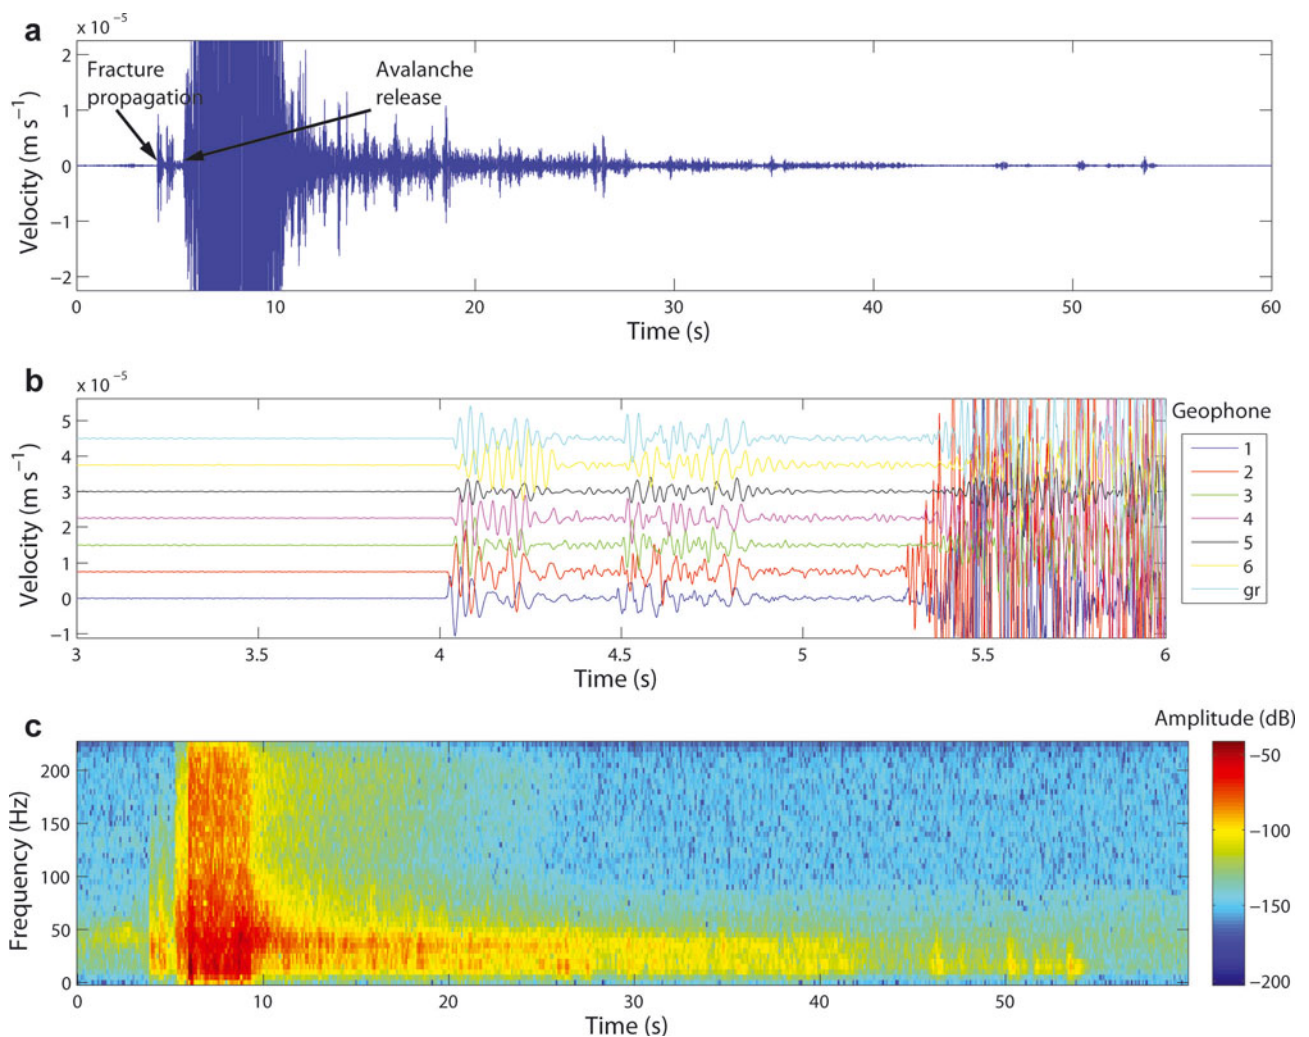 a
x 10 −5
Fracture propagation
Avalanche release
Velocity (m s−1)
2
1
0
−1
−2
0 10 20 30 40 50 60
Time (s)
b
x 10 −5
Velocity (m s−1)
5
4
3
2
1
0
−1
3 3.5 4 4.5 5 5.5 6
Time (s)
Geophone
1
2
3
4
5
6
gr
c
Amplitude (dB)
Frequency (Hz)
200
150
100
50
0
0 10 20 30 40 50
Time (s)
−50
−100
−150
−200